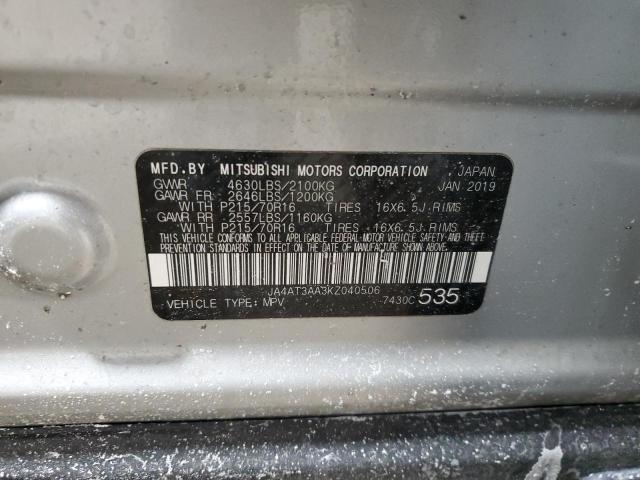 MFD.BY MITSUBISHI MOTORS CORPORATION JAPAN
GVWR 4630LBS/2100KG JAN 2019
GAWR FR 2646LBS/1200KG
WITH P215/70R16 TIRES 16X6.5J RIMS
GAWR RR 2557LBS/1160KG
WITH P215/70R16 TIRES 16X6.5J RIMS
THIS VEHICLE CONFORMS TO ALL APPLICABLE FEDERAL MOTOR VEHICLE SAFETY AND THEFT
PREVENTION STANDARDS IN EFFECT ON THE DATE OF MANUFACTURE SHOWN ABOVE.
JA4AT3AA3KZ040506
VEHICLE TYPE:MPV 7430C 535